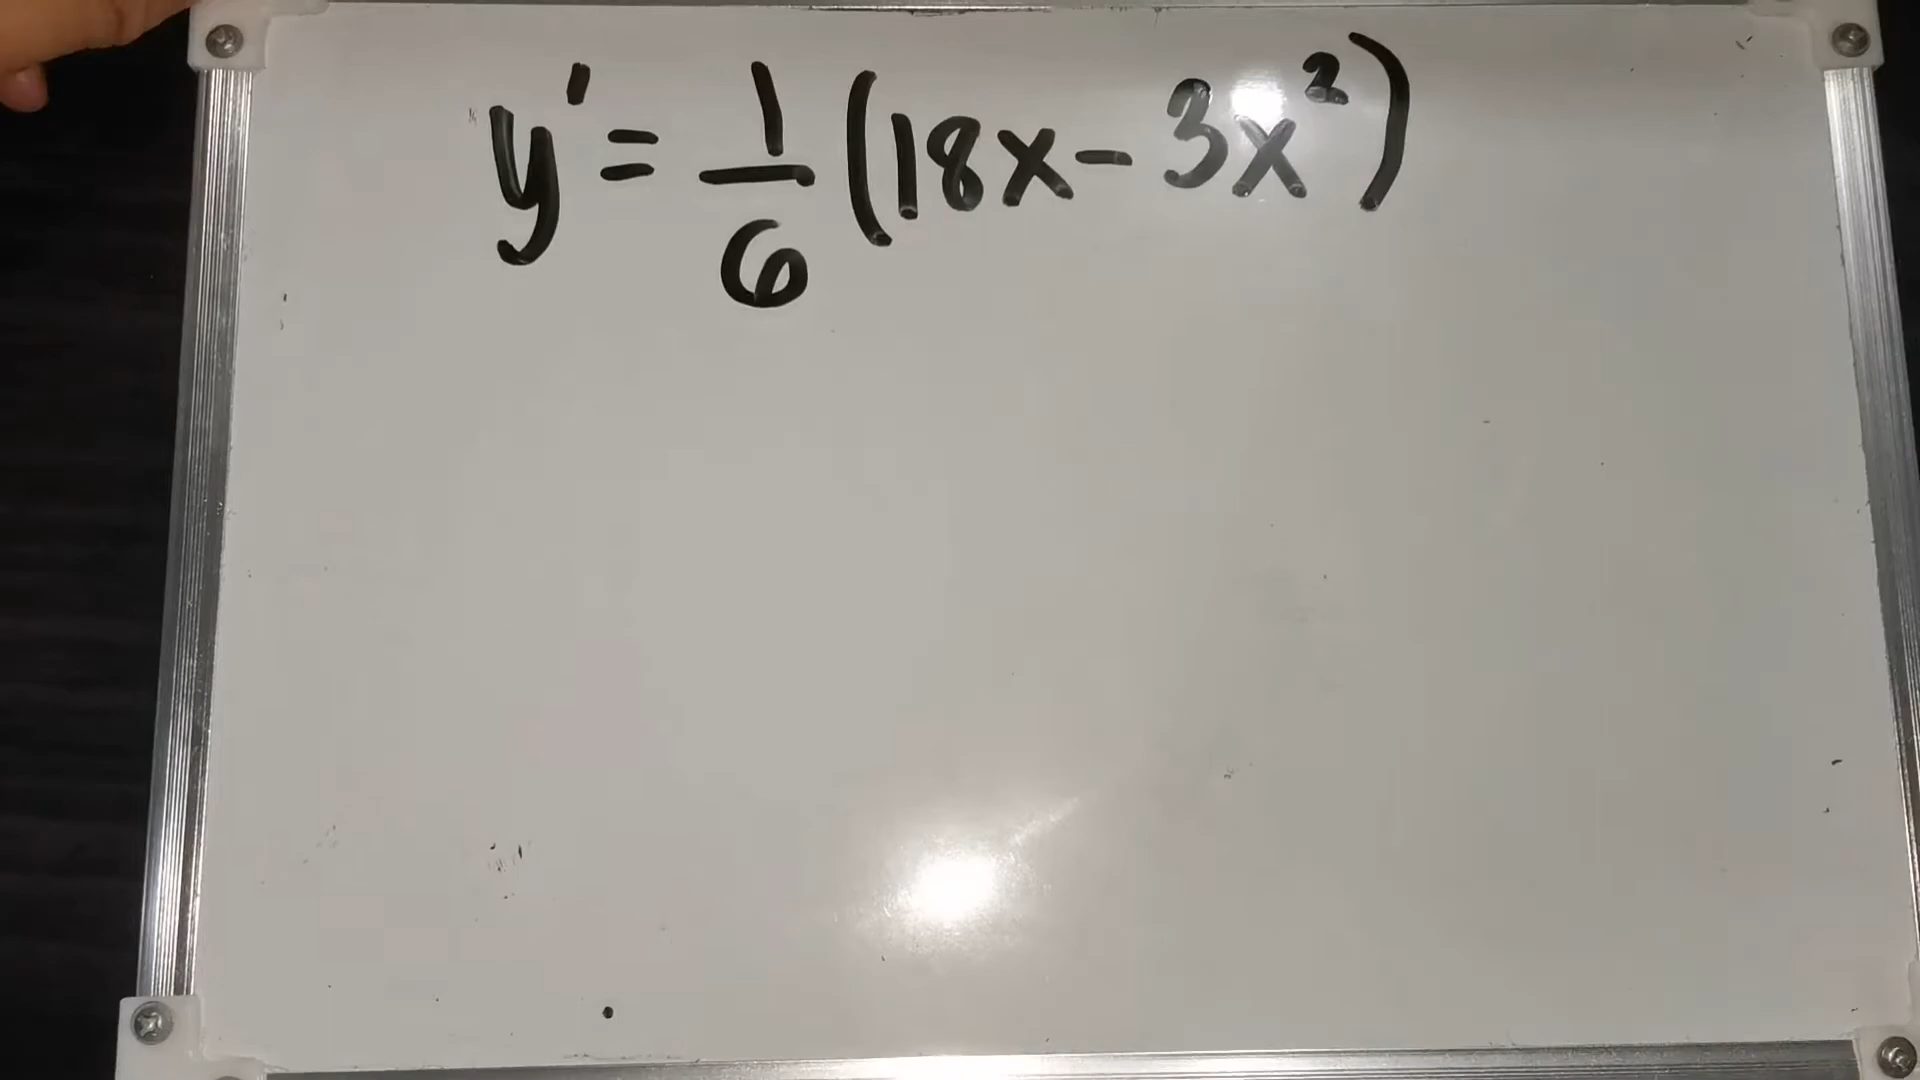 y' = 1/6 (18x - 3x²)